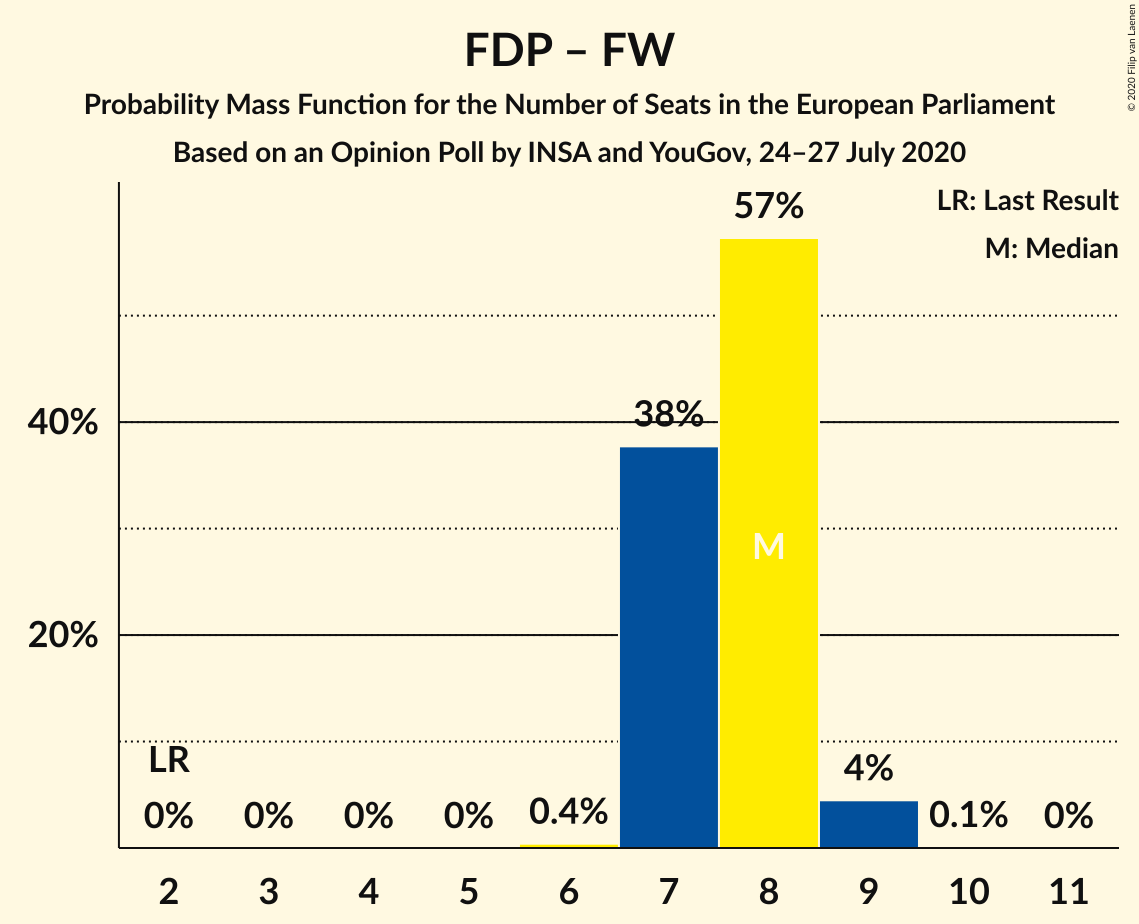 FDP – FW
Probability Mass Function for the Number of Seats in the European Parliament
Based on an Opinion Poll by INSA and YouGov, 24–27 July 2020
© 2020 Filip van Laenen
LR: Last Result
M: Median
57%
40%
38%
M
20%
LR
0%
0%
0%
0%
0.4%
4%
0.1%
0%
2 3 4 5 6 7 8 9 10 11